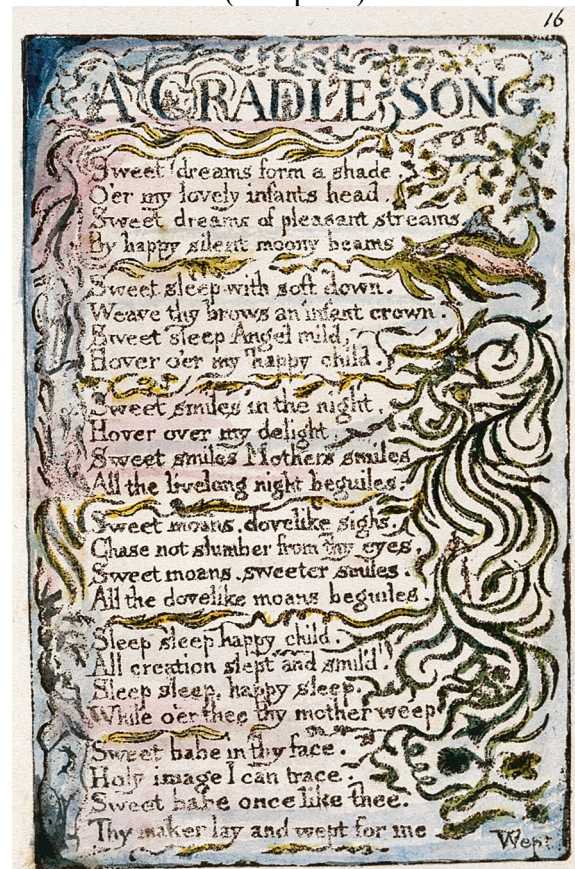 16
A CRADLE SONG
Sweet dreams form a shade
O'er my lovely infants head.
Sweet dreams of pleasant streams
By happy silent moony beams
Sweet sleep with soft down.
Weave thy brows an infant crown.
Sweet sleep Angel mild,
Hover o'er my happy child.
Sweet smiles in the night,
Hover over my delight.
Sweet smiles Mothers smiles
All the livelong night beguiles.
Sweet moans, dovelike sighs,
Chase not slumber from thy eyes,
Sweet moans, sweeter smiles.
All the dovelike moans beguiles.
Sleep sleep happy child.
All creation slept and smil'd.
Sleep sleep, happy sleep,
While o'er thee thy mother weep
Sweet babe in thy face.
Holy image I can trace.
Sweet babe once like thee.
Thy maker lay and wept for me
Wept